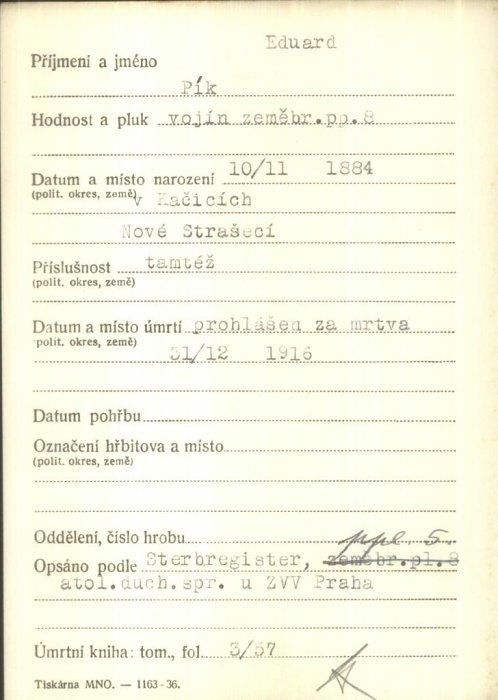 Eduard
Příjmení a jméno
Pík
Hodnost a pluk vojín zeměbr.pp.8
Datum a místo narození 10/11 1884
(polit. okres, země) v Kačicích
Nové Strašecí
Příslušnost tamtéž
(polit. okres, země)
Datum a místo úmrtí prohlášen za mrtva
polit. okres, země) 31/12 1916
Datum pohřbu
Označení hřbitova a místo
(polit. okres, země)
Oddělení, číslo hrobu ppl. 5.
Opsáno podle Sterbregister, zeměbr.pl.8
atol.duch.spr. u ZVV Praha
Úmrtní kniha: tom., fol. 3/57
Tiskárna MNO. — 1163-36.